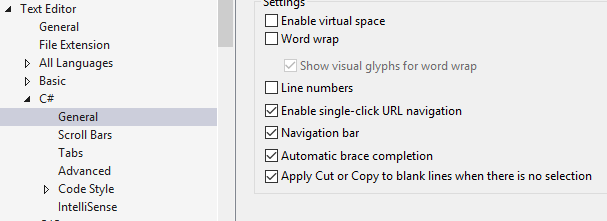 Text Editor
General
File Extension
All Languages
Basic
C#
General
Scroll Bars
Tabs
Advanced
Code Style
IntelliSense
Settings
Enable virtual space
Word wrap
Show visual glyphs for word wrap
Line numbers
Enable single-click URL navigation
Navigation bar
Automatic brace completion
Apply Cut or Copy to blank lines when there is no selection